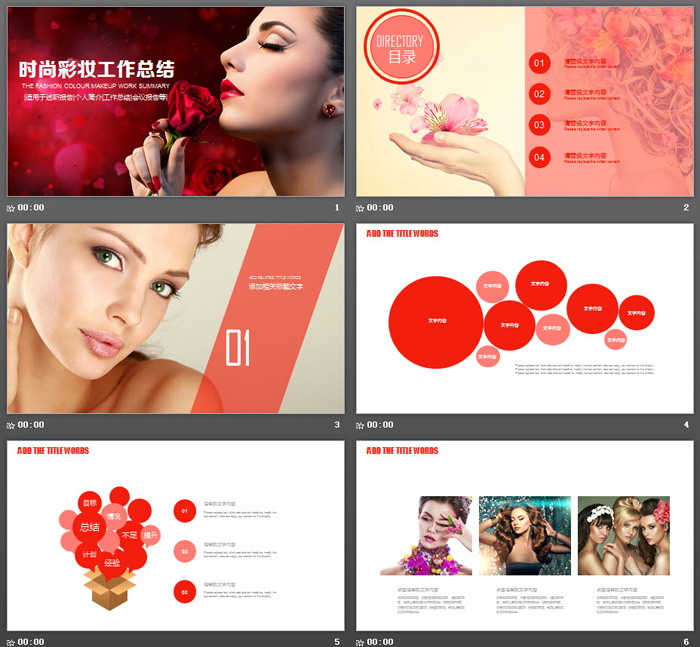 时尚彩妆工作总结
THE FASHION COLOUR MAKEUP WORK SUMMARY
适用于述职报告|个人简介|工作总结|会议报告等
00:00
1
DIRECTORY
目录
01
请替换文字内容
Please replace the written content
02
请替换文字内容
Please replace the written content
03
请替换文字内容
Please replace the written content
04
请替换文字内容
Please replace the written content
00:00
2
ADD RELATED TITLE WORDS
添加相关标题文字
01
00:00
3
ADD THE TITLE WORDS
文字内容
文字内容
文字内容
文字内容
文字内容
文字内容
文字内容
文字内容
文字内容
00:00
4
ADD THE TITLE WORDS
目标
情况
总结
不足
提升
计划
经验
01
请替换文字内容
02
请替换文字内容
03
请替换文字内容
00:00
5
ADD THE TITLE WORDS
点击请替换文字内容
点击请替换文字内容
点击请替换文字内容
00:00
6